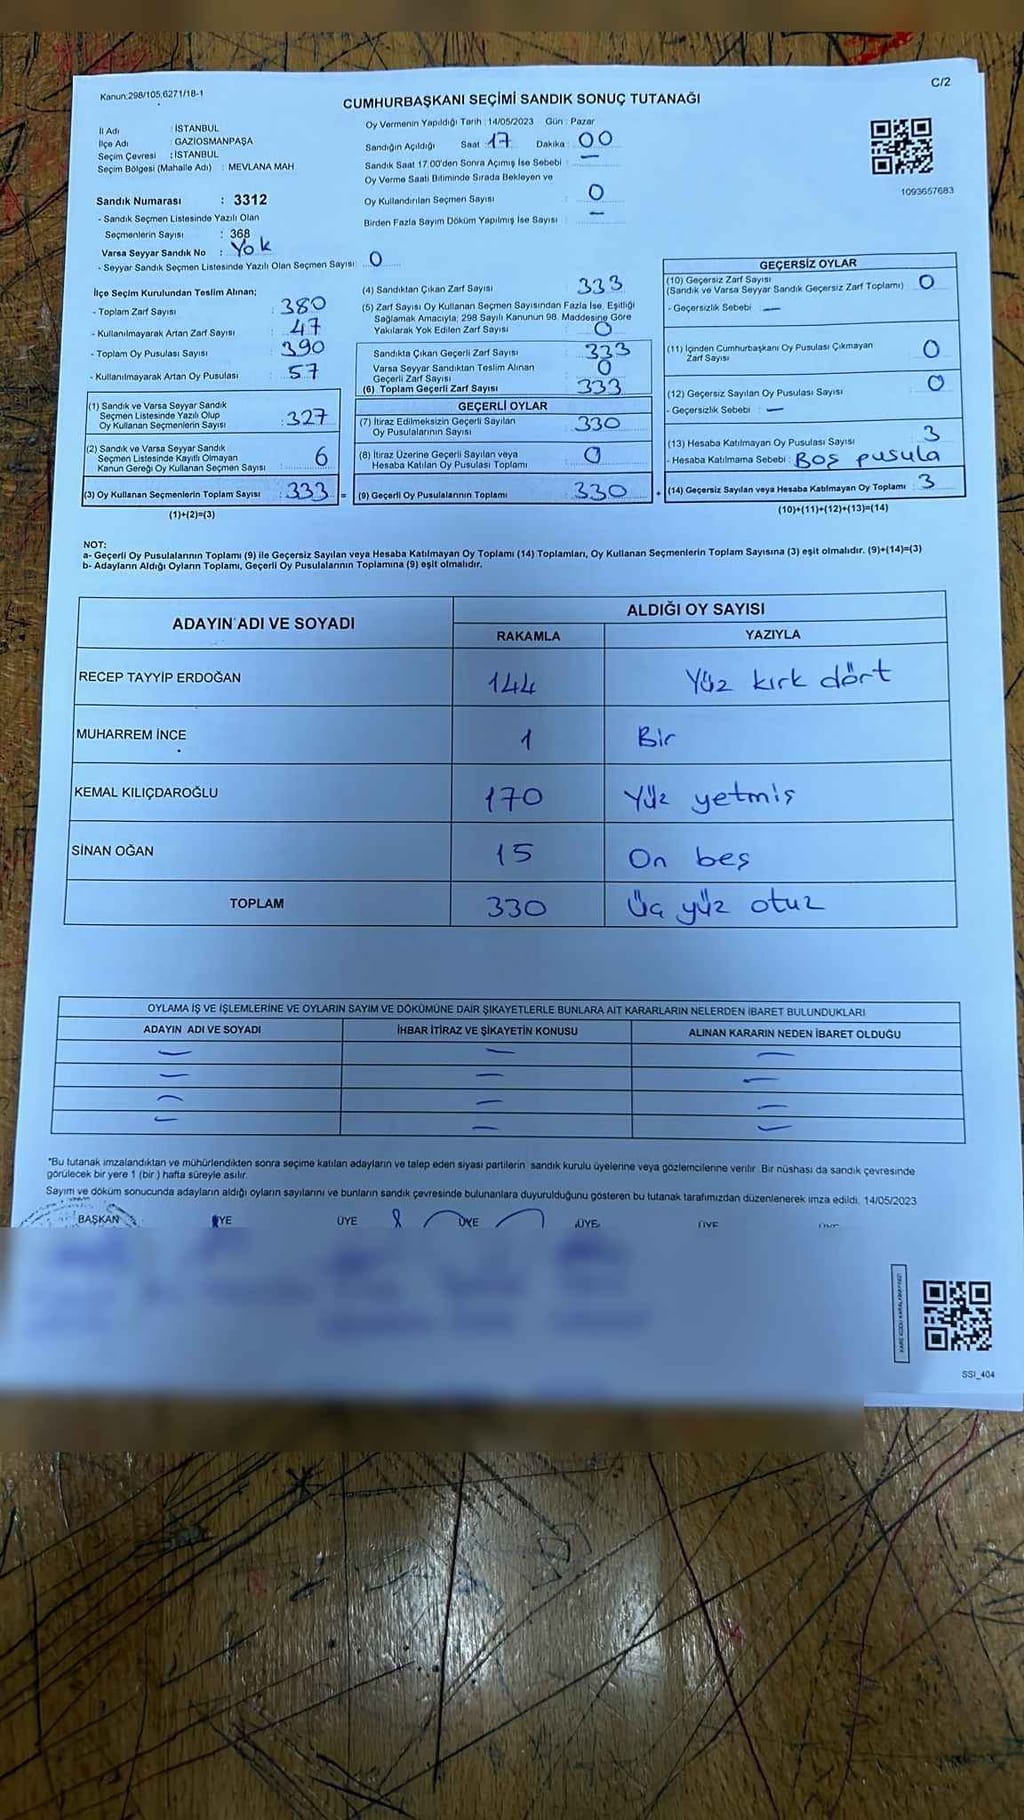 Kanun:298/105,6271/18-1
C/2
CUMHURBAŞKANI SEÇİMİ SANDIK SONUÇ TUTANAĞI
İl Adı : İSTANBUL
İlçe Adı : GAZİOSMANPAŞA
Seçim Çevresi : İSTANBUL
Seçim Bölgesi (Mahalle Adı) : MEVLANA MAH
Sandık Numarası : 3312
- Sandık Seçmen Listesinde Yazılı Olan
Seçmenlerin Sayısı : 368
Varsa Seyyar Sandık No : Yok
- Seyyar Sandık Seçmen Listesinde Yazılı Olan Seçmen Sayısı: 0
Oy Vermenin Yapıldığı Tarih : 14/05/2023 Gün : Pazar
Sandığın Açıldığı Saat : 17 Dakika : 00
Sandık Saat 17.00'den Sonra Açımış İse Sebebi : —
Oy Verme Saati Bitiminde Sırada Bekleyen ve
Oy Kullandırılan Seçmen Sayısı : 0
Birden Fazla Sayım Döküm Yapılmış İse Sayısı : —
1093657683
İlçe Seçim Kurulundan Teslim Alınan;
- Toplam Zarf Sayısı : 380
- Kullanılmayarak Artan Zarf Sayısı : 47
- Toplam Oy Pusulası Sayısı : 390
- Kullanılmayarak Artan Oy Pusulası : 57
(1) Sandık ve Varsa Seyyar Sandık
Seçmen Listesinde Yazılı Olup
Oy Kullanan Seçmenlerin Sayısı : 327
(2) Sandık ve Varsa Seyyar Sandık
Seçmen Listesinde Kayıtlı Olmayan
Kanun Gereği Oy Kullanan Seçmen Sayısı : 6
(3) Oy Kullanan Seçmenlerin Toplam Sayısı : 333 =
(1)+(2)=(3)
(4) Sandıktan Çıkan Zarf Sayısı : 333
(5) Zarf Sayısı Oy Kullanan Seçmen Sayısından Fazla İse, Eşitliği
Sağlamak Amacıyla; 298 Sayılı Kanunun 98. Maddesine Göre
Yakılarak Yok Edilen Zarf Sayısı : 0
Sandıkta Çıkan Geçerli Zarf Sayısı : 333
Varsa Seyyar Sandıktan Teslim Alınan
Geçerli Zarf Sayısı : 0
(6) Toplam Geçerli Zarf Sayısı : 333
GEÇERLİ OYLAR
(7) İtiraz Edilmeksizin Geçerli Sayılan
Oy Pusulalarının Sayısı : 330
(8) İtiraz Üzerine Geçerli Sayılan veya
Hesaba Katılan Oy Pusulası Toplamı : 0
(9) Geçerli Oy Pusulalarının Toplamı : 330 +
GEÇERSİZ OYLAR
(10) Geçersiz Zarf Sayısı
(Sandık ve Varsa Seyyar Sandık Geçersiz Zarf Toplamı) : 0
- Geçersizlik Sebebi : —
(11) İçinden Cumhurbaşkanı Oy Pusulası Çıkmayan
Zarf Sayısı : 0
(12) Geçersiz Sayılan Oy Pusulası Sayısı : 0
- Geçersizlik Sebebi : —
(13) Hesaba Katılmayan Oy Pusulası Sayısı : 3
- Hesaba Katılmama Sebebi : Boş pusula
(14) Geçersiz Sayılan veya Hesaba Katılmayan Oy Toplamı : 3
(10)+(11)+(12)+(13)=(14)
NOT:
a- Geçerli Oy Pusulalarının Toplamı (9) ile Geçersiz Sayılan veya Hesaba Katılmayan Oy Toplamı (14) Toplamları, Oy Kullanan Seçmenlerin Toplam Sayısına (3) eşit olmalıdır. (9)+(14)=(3)
b- Adayların Aldığı Oyların Toplamı, Geçerli Oy Pusulalarının Toplamına (9) eşit olmalıdır.
ADAYIN ADI VE SOYADI ALDIĞI OY SAYISI
RAKAMLA YAZIYLA
RECEP TAYYİP ERDOĞAN 144 Yüz kırk dört
MUHARREM İNCE 1 Bir
KEMAL KILIÇDAROĞLU 170 Yüz yetmiş
SİNAN OĞAN 15 On beş
TOPLAM 330 Üç yüz otuz
OYLAMA İŞ VE İŞLEMLERİNE VE OYLARIN SAYIM VE DÖKÜMÜNE DAİR ŞİKAYETLERLE BUNLARA AİT KARARLARIN NELERDEN İBARET BULUNDUKLARI
ADAYIN ADI VE SOYADI İHBAR İTİRAZ VE ŞİKAYETİN KONUSU ALINAN KARARIN NEDEN İBARET OLDUĞU
— — —
— — —
— — —
— — —
*Bu tutanak imzalandıktan ve mühürlendikten sonra seçime katılan adayların ve talep eden siyasi partilerin sandık kurulu üyelerine veya gözlemcilerine verilir. Bir nüshası da sandık çevresinde
görülecek bir yere 1 (bir ) hafta süreyle asılır.
Sayım ve döküm sonucunda adayların aldığı oyların sayılarını ve bunların sandık çevresinde bulunanlara duyurulduğunu gösteren bu tutanak tarafımızdan düzenlenerek imza edildi. 14/05/2023
BAŞKAN ÜYE ÜYE ÜYE ÜYE ÜYE ÜYE
SSI_404